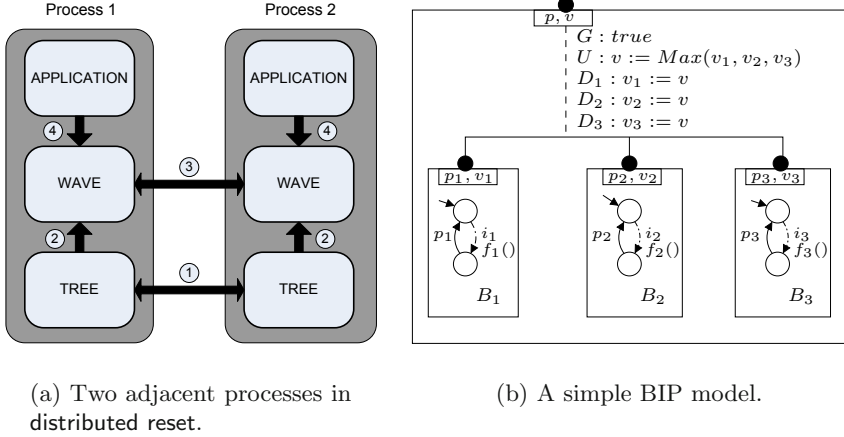 Process 1
Process 2
APPLICATION
APPLICATION
4
4
3
WAVE
WAVE
2
2
1
TREE
TREE
p, v
G : true
U : v := Max(v₁, v₂, v₃)
D₁ : v₁ := v
D₂ : v₂ := v
D₃ : v₃ := v
p₁, v₁
p₂, v₂
p₃, v₃
p₁
i₁
f₁()
p₂
i₂
f₂()
p₃
i₃
f₃()
B₁
B₂
B₃
(a) Two adjacent processes in
distributed reset.
(b) A simple BIP model.